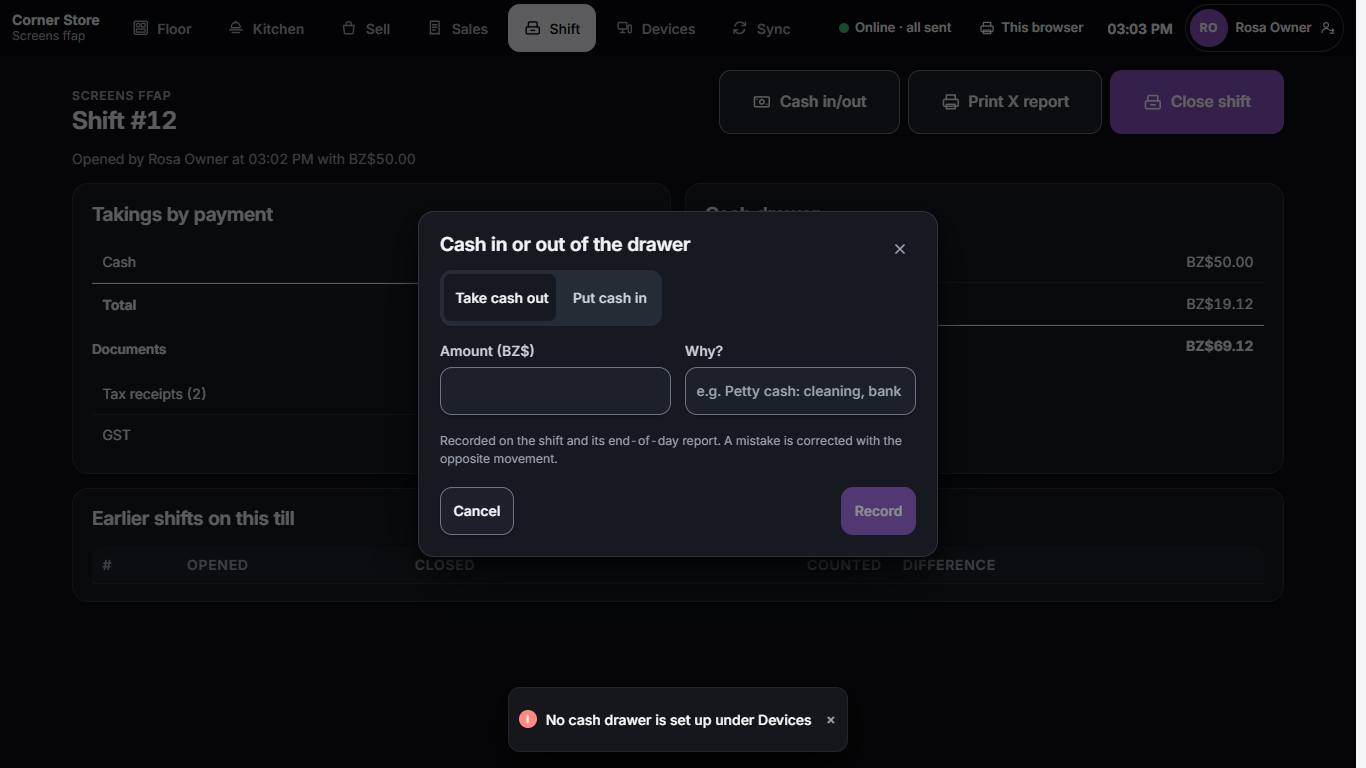 Corner Store
Screens ffap
Floor
Kitchen
Sell
Sales
Shift
Devices
Sync
Online · all sent
This browser
03:03 PM
RO
Rosa Owner
SCREENS FFAP
Shift #12
Cash in/out
Print X report
Close shift
Opened by Rosa Owner at 03:02 PM with BZ$50.00
Takings by payment
Cash drawer
Cash
BZ$50.00
Total
BZ$19.12
Documents
BZ$69.12
Tax receipts (2)
GST
Cash in or out of the drawer
×
Take cash out
Put cash in
Amount (BZ$)
Why?
e.g. Petty cash: cleaning, bank
Recorded on the shift and its end-of-day report. A mistake is corrected with the
opposite movement.
Cancel
Record
Earlier shifts on this till
# OPENED CLOSED COUNTED DIFFERENCE
No cash drawer is set up under Devices ×